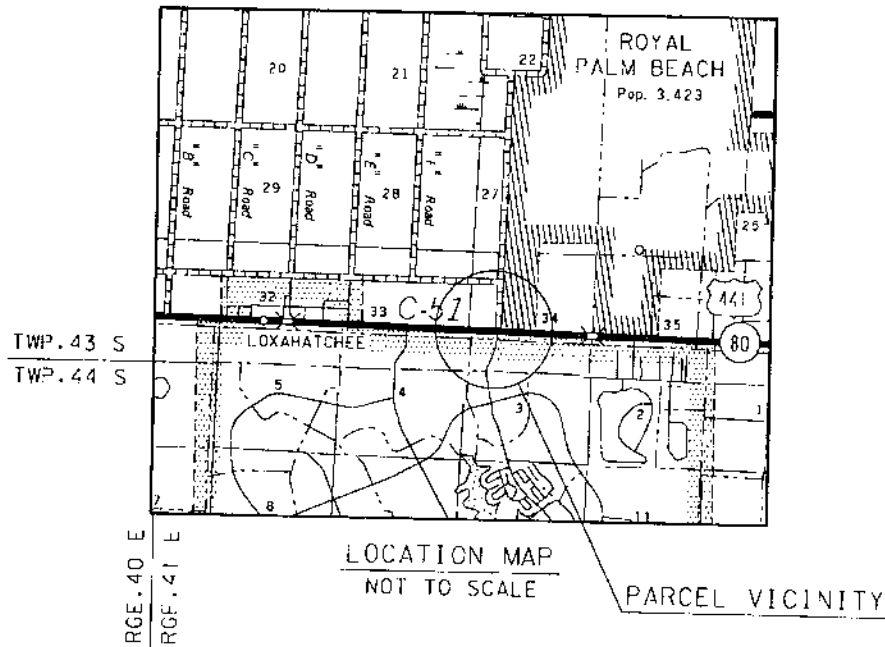 ROYAL
PALM BEACH
Pop. 3,423
20
21
22
"B" Road
"C" Road
29
"D" Road
"E" Road
28
"F" Road
27
26
441
32
33
C-51
34
35
80
LOXAHATCHEE
TWP.43 S
TWP.44 S
5
4
3
2
1
7
8
11
RGE.40 E
RGE.41 E
LOCATION MAP
NOT TO SCALE
PARCEL VICINITY